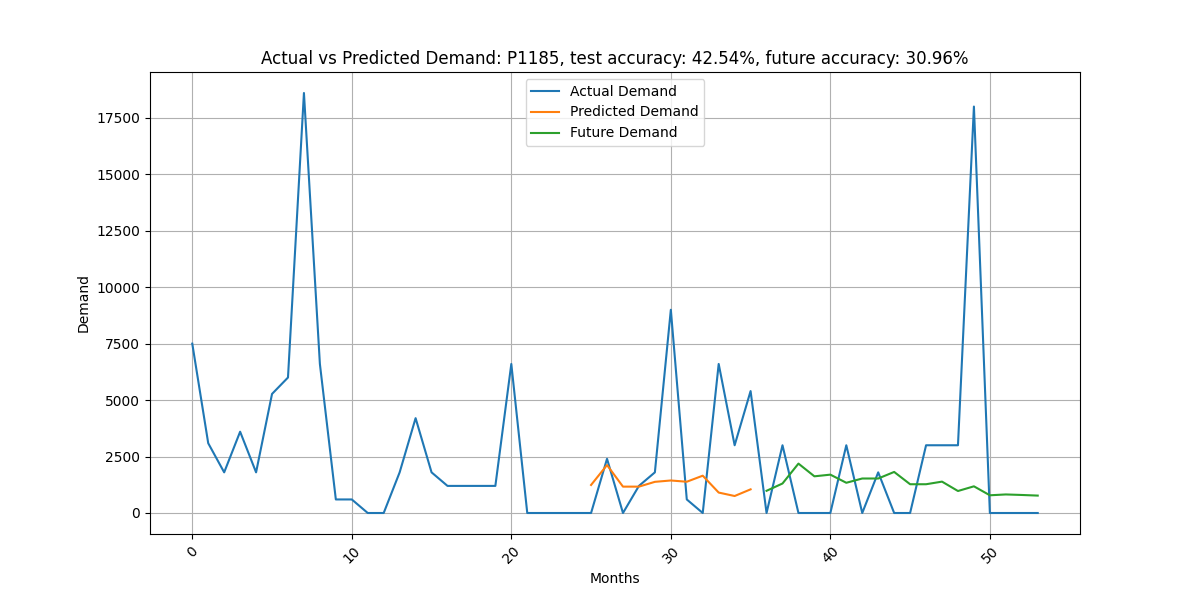 Actual vs Predicted Demand: P1185, test accuracy: 42.54%, future accuracy: 30.96%
Actual Demand
Predicted Demand
Future Demand
17500
15000
12500
10000
7500
5000
2500
0
Demand
0
10
20
30
40
50
Months